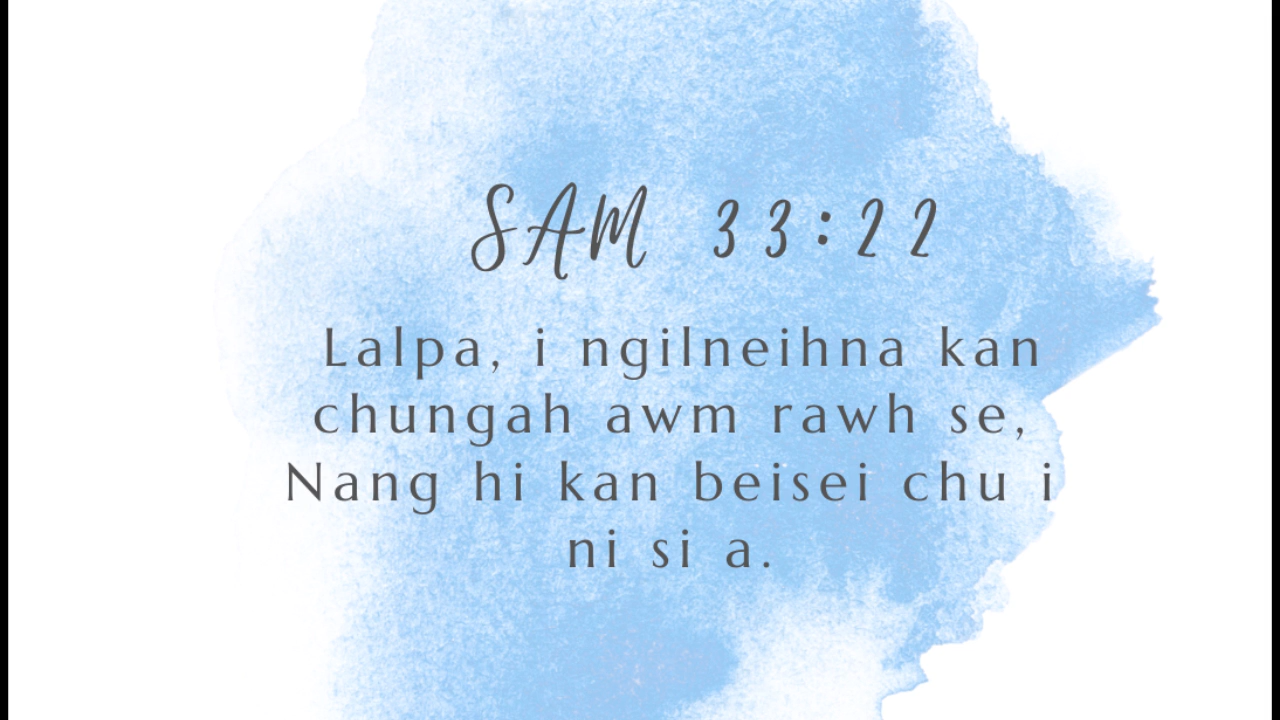 SAM 33:22
Lalpa, i ngilneihna kan
chungah awm rawh se,
Nang hi kan beisei chu i
ni si a.